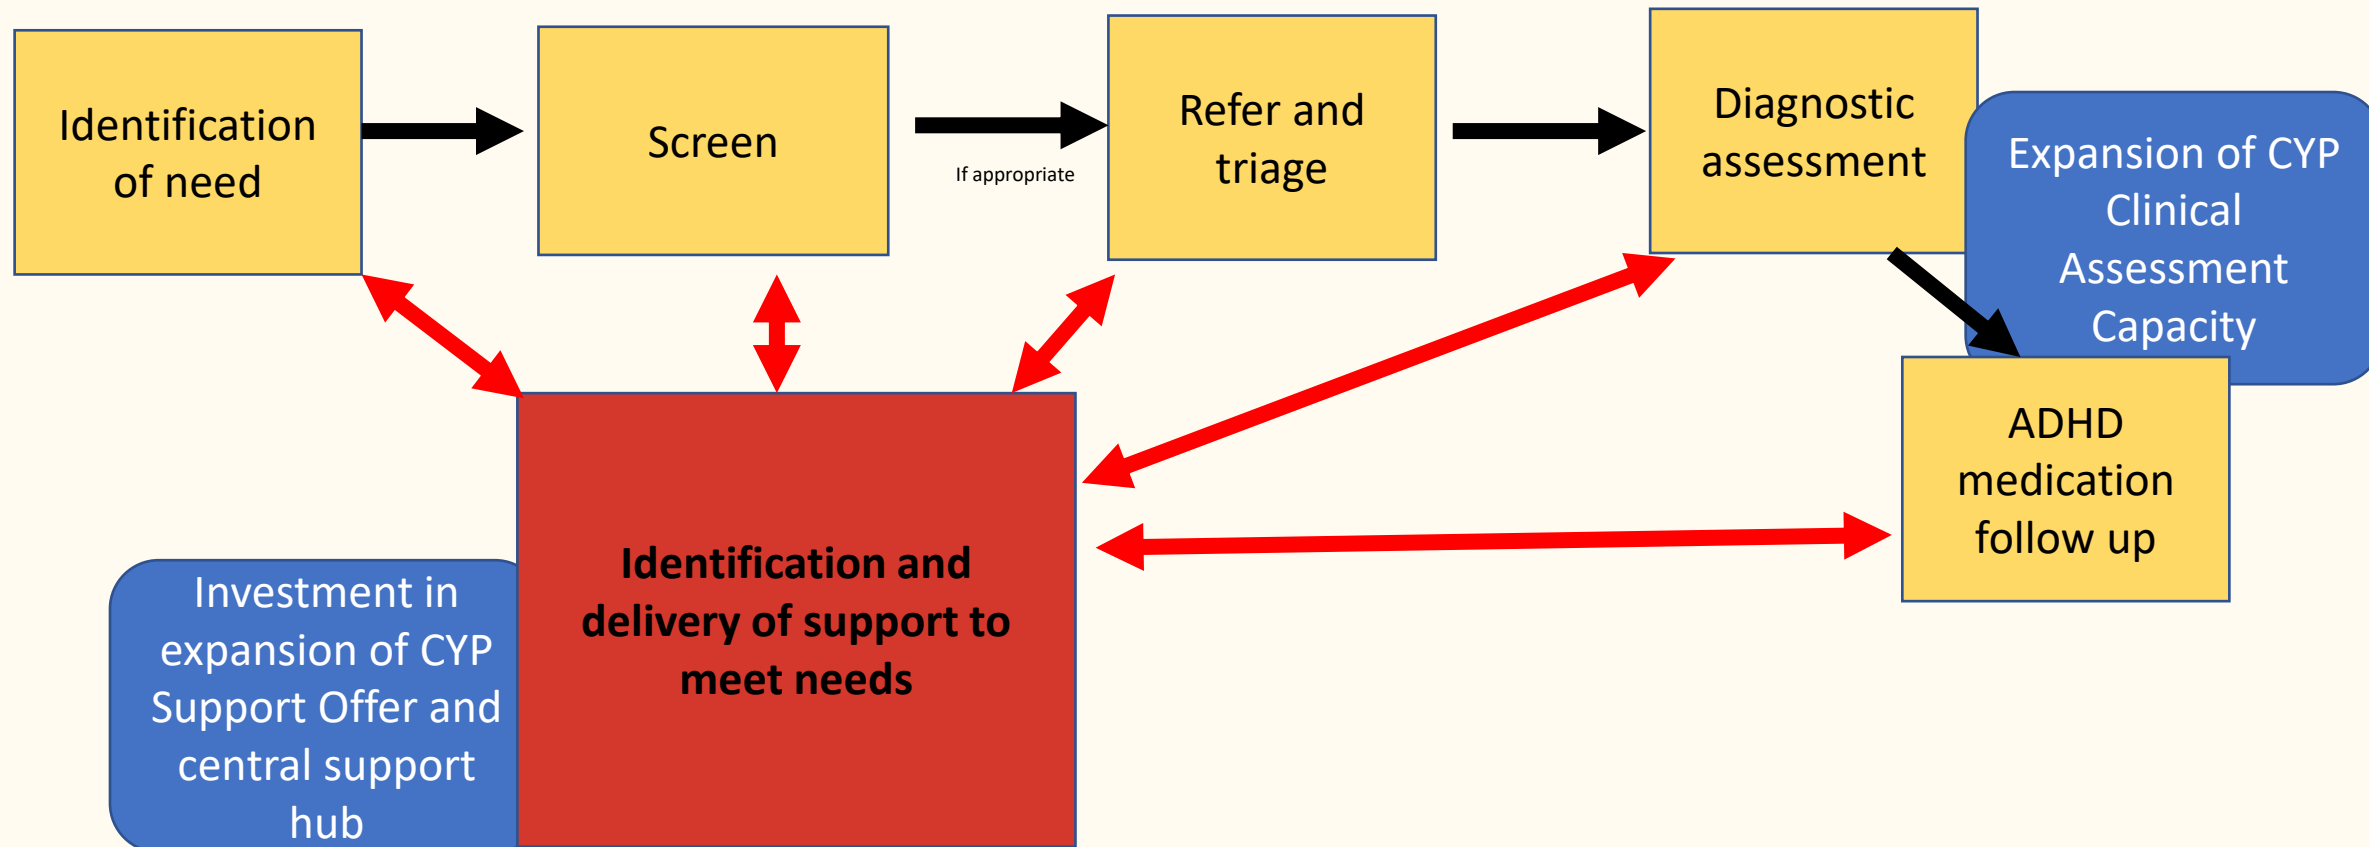 Identification
of need
Screen
If appropriate
Refer and
triage
Diagnostic
assessment
Expansion of CYP
Clinical
Assessment
Capacity
ADHD
medication
follow up
Identification and
delivery of support to
meet needs
Investment in
expansion of CYP
Support Offer and
central support
hub